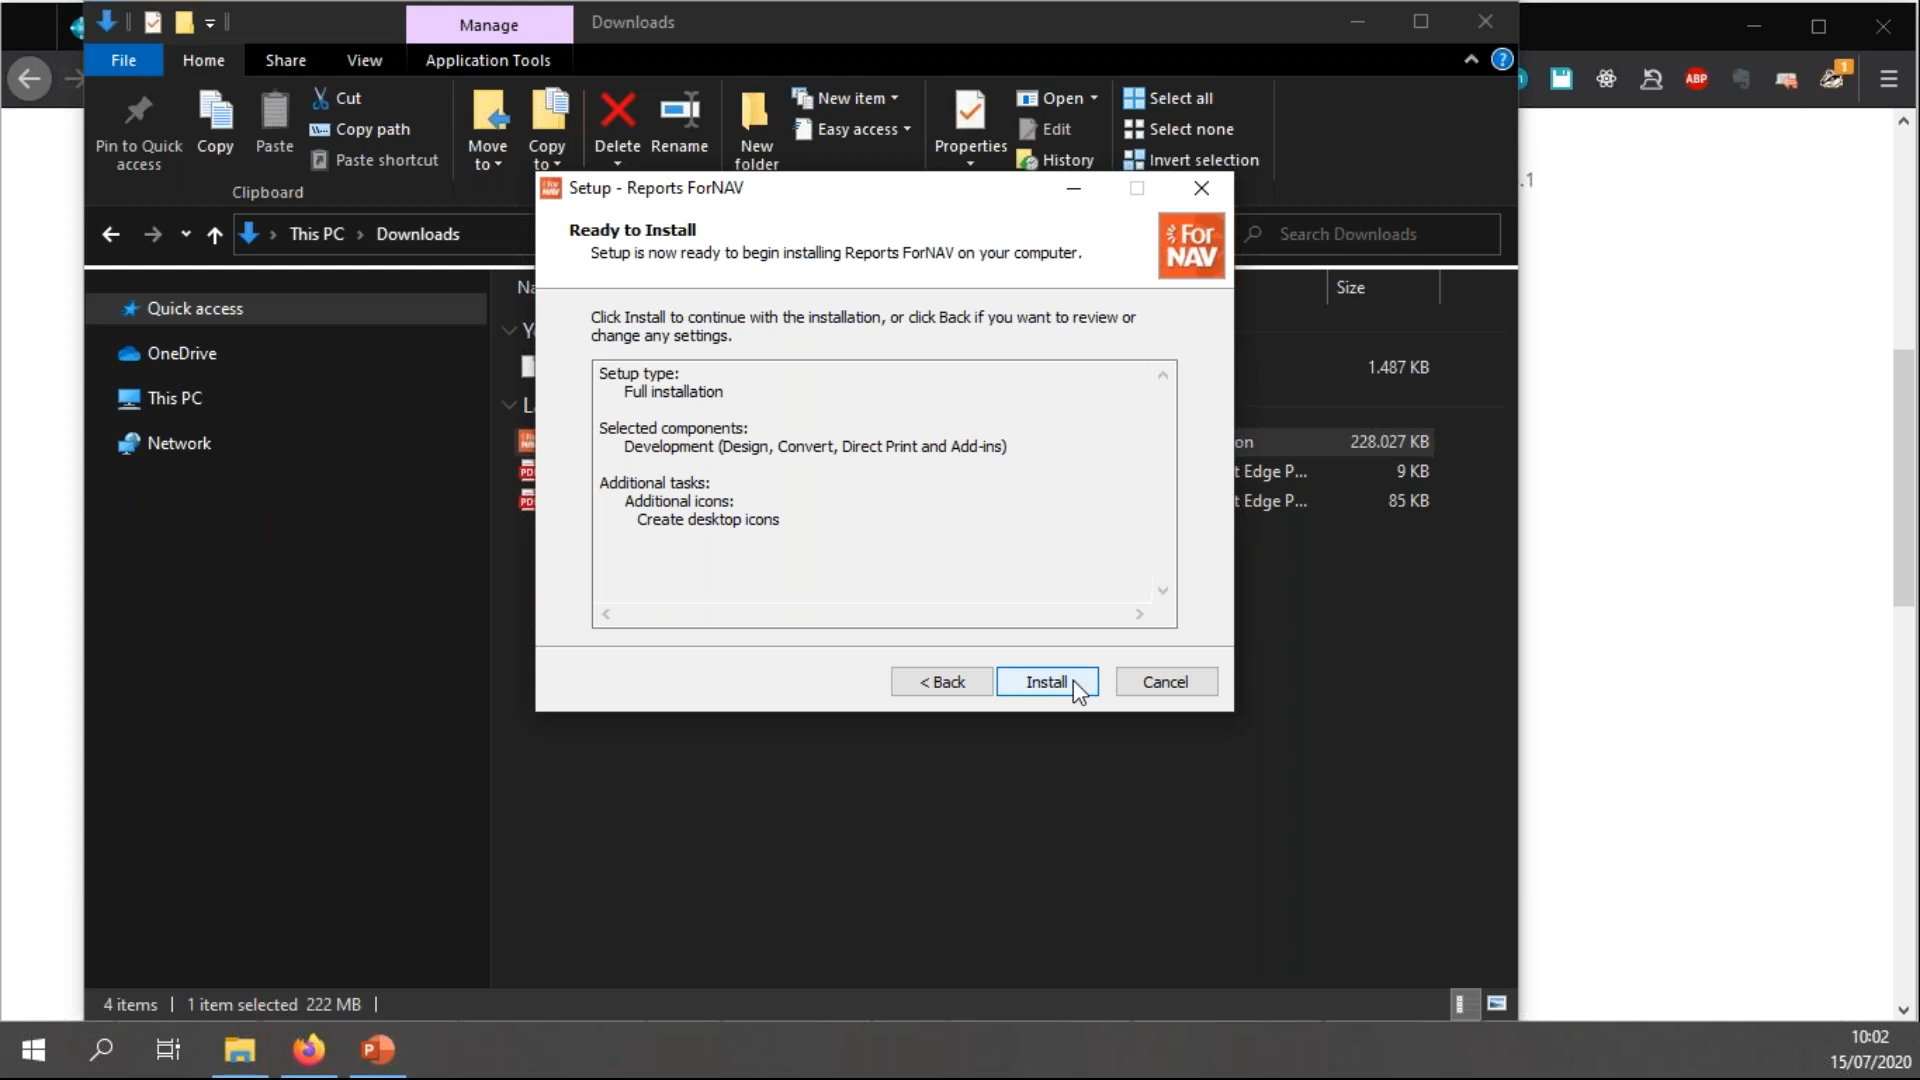 Manage
Downloads
File
Home
Share
View
Application Tools
Pin to Quick
access
Copy
Paste
Cut
Copy path
Paste shortcut
Clipboard
Move
to
Copy
to
Delete
Rename
New
folder
New item
Easy access
Properties
Open
Edit
History
Select all
Select none
Invert selection
ABP
1
.1
This PC
Downloads
Search Downloads
Quick access
OneDrive
This PC
Network
Size
1.487 KB
on
228.027 KB
t Edge P...
9 KB
t Edge P...
85 KB
Setup - Reports ForNAV
Ready to Install
Setup is now ready to begin installing Reports ForNAV on your computer.
For
NAV
Click Install to continue with the installation, or click Back if you want to review or
change any settings.
Setup type:
Full installation
Selected components:
Development (Design, Convert, Direct Print and Add-ins)
Additional tasks:
Additional icons:
Create desktop icons
< Back
Install
Cancel
4 items
1 item selected 222 MB
10:02
15/07/2020